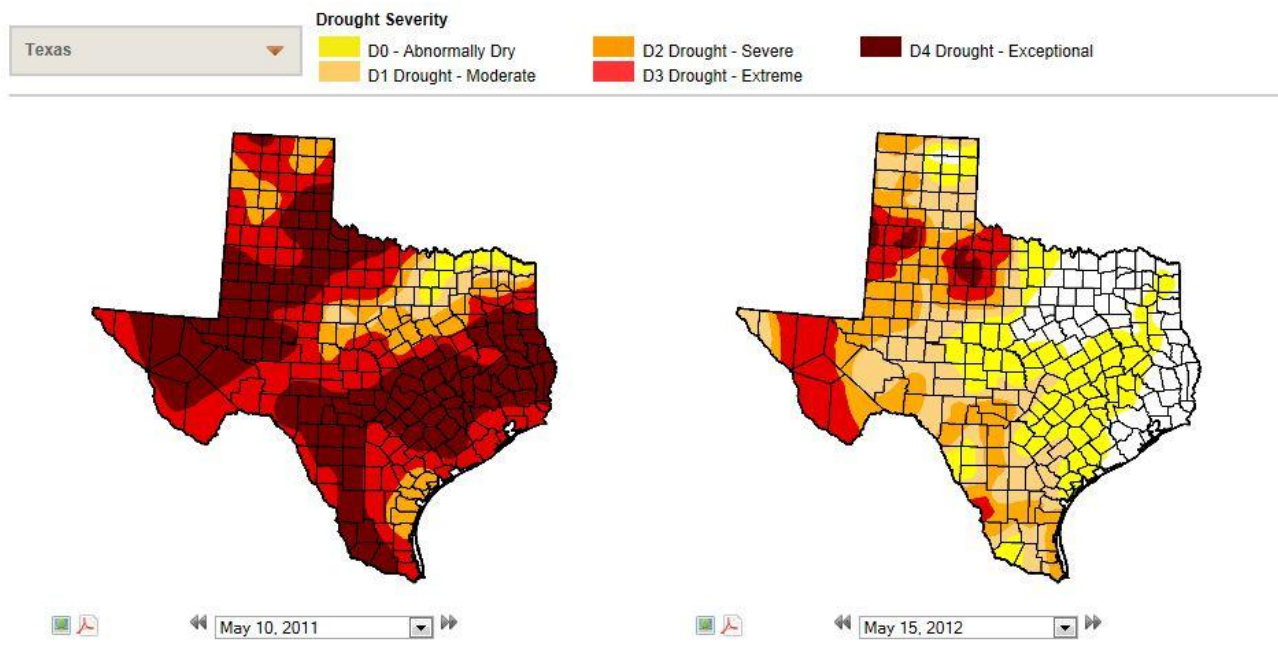 Texas
Drought Severity
D0 - Abnormally Dry
D1 Drought - Moderate
D2 Drought - Severe
D3 Drought - Extreme
D4 Drought - Exceptional
May 10, 2011
May 15, 2012